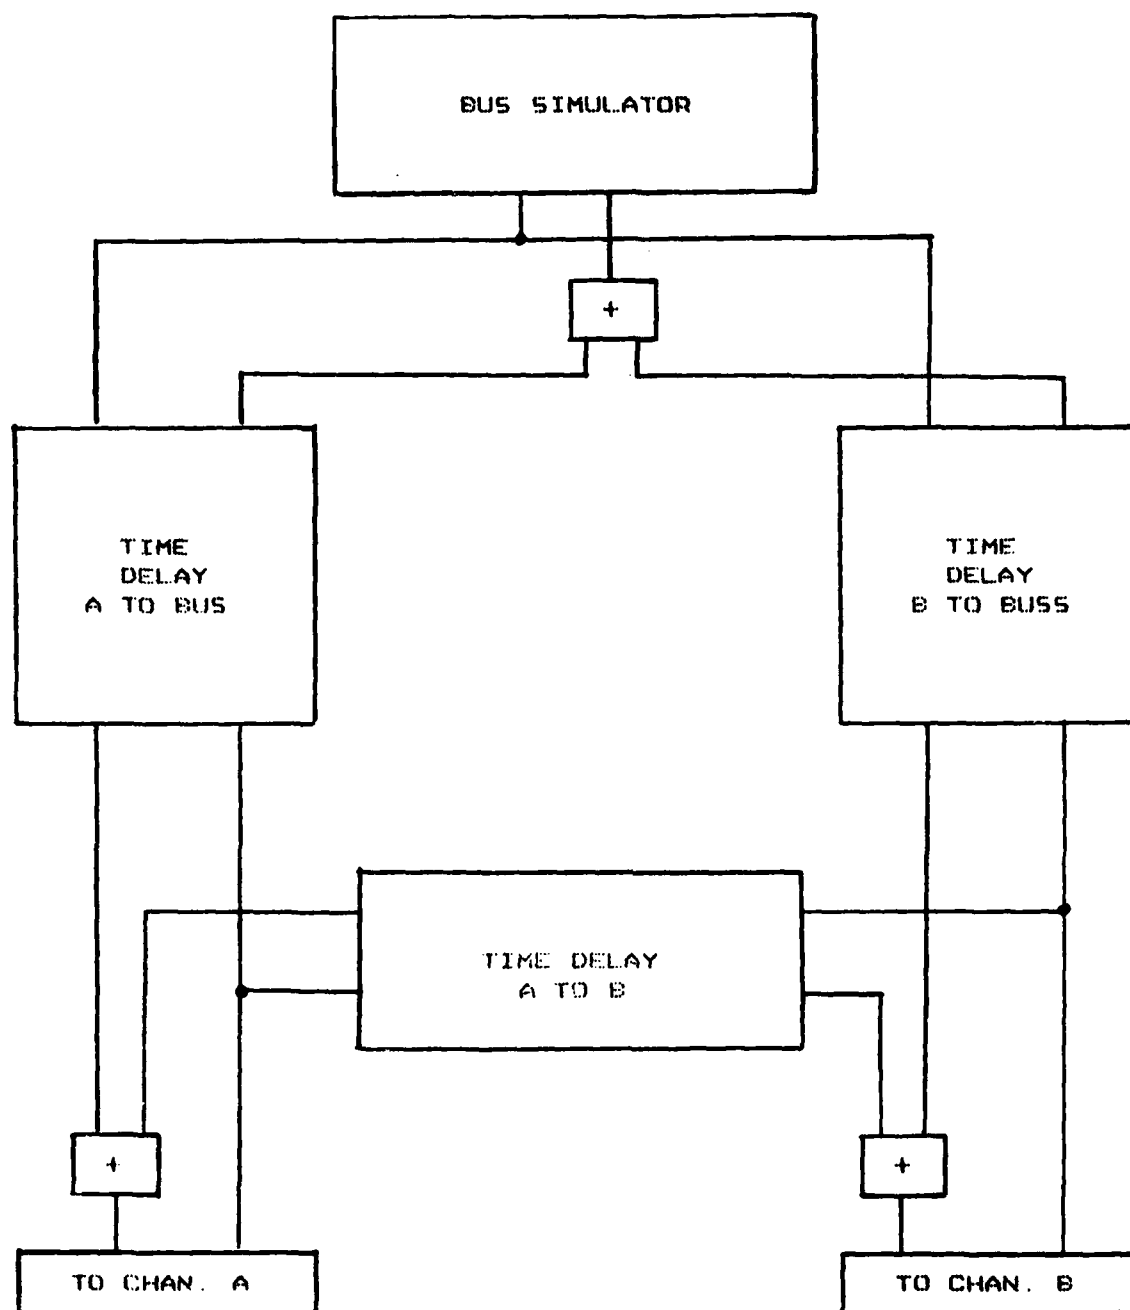 BUS SIMULATOR
+
TIME
DELAY
A TO BUS
TIME
DELAY
B TO BUSS
TIME DELAY
A TO B
+
+
TO CHAN. A
TO CHAN. B